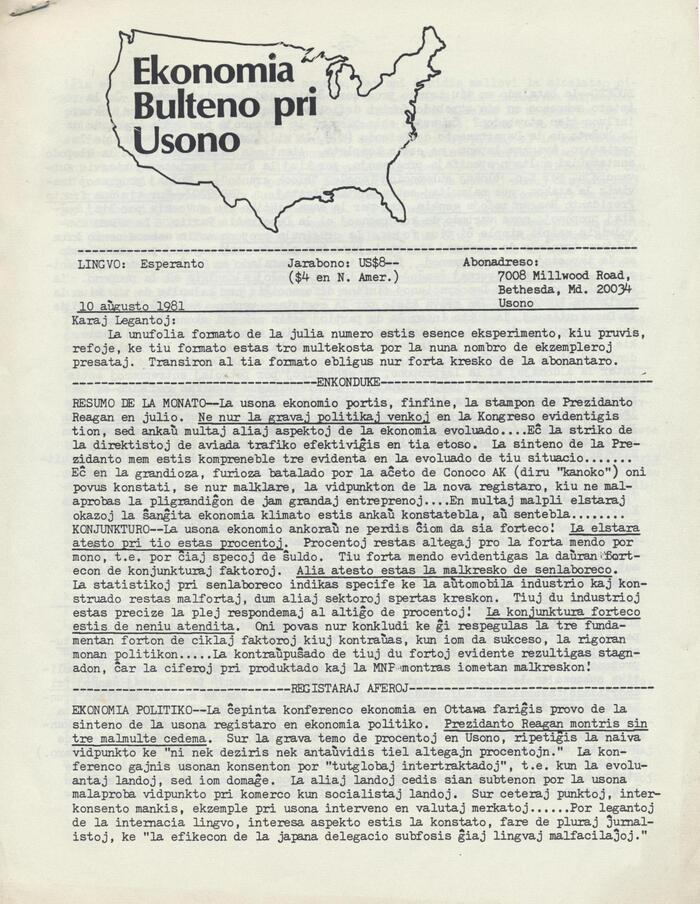 Ekonomia
Bulteno pri
Usono
LINGVO: Esperanto Jarabono: US$8-- Abonadreso:
($4 en N. Amer.) 7008 Millwood Road,
Bethesda, Md. 20034
10 aŭgusto 1981 Usono
Karaj Legantoj:
La unufolia formato de la julia numero estis esence eksperimento, kiu pruvis,
refoje, ke tiu formato estas tro multekosta por la nuna nombro de ekzempleroj
presataj. Transiron al tia formato ebligus nur forta kresko de la abonantaro.
ENKONDUKE
RESUMO DE LA MONATO--La usona ekonomio portis, finfine, la stampon de Prezidanto
Reagan en julio. Ne nur la gravaj politikaj venkoj en la Kongreso evidentigis
tion, sed ankaŭ multaj aliaj aspektoj de la ekonomia evoluado....Eĉ la striko de
la direktistoj de aviada trafiko efektiviĝis en tia etoso. La sinteno de la Pre-
zidanto mem estis kompreneble tre evidenta en la evoluado de tiu situacio.......
Eĉ en la grandioza, furioza batalado por la aĉeto de Conoco AK (diru "kanoko") oni
povus konstati, se nur malklare, la vidpunkton de la nova registaro, kiu ne mal-
aprobas la pligrandiĝon de jam grandaj entreprenoj....En multaj malpli elstaraj
okazoj la ŝanĝita ekonomia klimato estis ankaŭ konstatebla, aŭ sentebla........
KONJUNKTURO--La usona ekonomio ankoraŭ ne perdis ĉiom da sia forteco! La elstara
atesto pri tio estas procentoj. Procentoj restas altegaj pro la forta mendo por
mono, t.e. por ĉiaj specoj de ŝuldo. Tiu forta mendo evidentigas la daŭran fort-
econ de konjunkturaj faktoroj. Alia atesto estas la malkresko de senlaboreco.
La statistikoj pri senlaboreco indikas specife ke la aŭtomobila industrio kaj kon-
struado restas malfortaj, dum aliaj sektoroj spertas kreskon. Tiuj du industrioj
estas precize la plej respondemaj al altiĝo de procentoj! La konjunktura forteco
estis de neniu atendita. Oni povas nur konkludi ke ĝi respegulas la tre funda-
mentan forton de ciklaj faktoroj kiuj kontraŭas, kun iom da sukceso, la rigoran
monan politikon.....La kontraŭpuŝado de tiuj du fortoj evidente rezultigas stagn-
adon, ĉar la ciferoj pri produktado kaj la MNP montras iometan malkreskon!
REGISTARAJ AFEROJ
EKONOMIA POLITIKO--La ĉepinta konferenco ekonomia en Ottawa fariĝis provo de la
sinteno de la usona registaro en ekonomia politiko. Prezidanto Reagan montris sin
tre malmulte cedema. Sur la grava temo de procentoj en Usono, ripetiĝis la naiva
vidpunkto ke "ni nek deziris nek antaŭvidis tiel altegajn procentojn." La kon-
ferenco gajnis usonan konsenton por "tutglobaj intertraktadoj", t.e. kun la evolu-
antaj landoj, sed iom domaĝe. La aliaj landoj cedis sian subtenon por la usona
malaproba vidpunkto pri komerco kun socialistaj landoj. Sur ceteraj punktoj, inter-
konsento mankis, ekzemple pri usona interveno en valutaj merkatoj......Por legantoj
de la internacia lingvo, interesa aspekto estis la konstato, fare de pluraj ĵurnal-
istoj, ke "la efikecon de la japana delegacio subfosis ĝiaj lingvaj malfacilaĵoj."